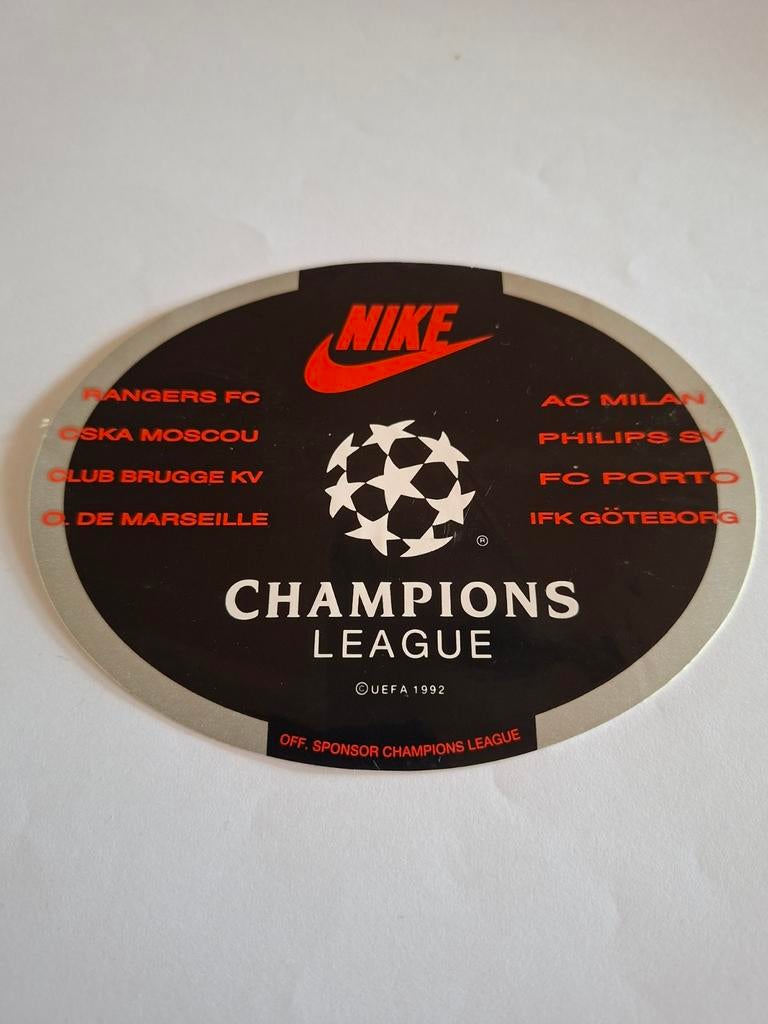 NIKE
RANGERS FC
CSKA MOSCOU
CLUB BRUGGE KV
O. DE MARSEILLE
AC MILAN
PHILIPS SV
FC PORTO
IFK GÖTEBORG
®
CHAMPIONS
LEAGUE
©UEFA 1992
OFF. SPONSOR CHAMPIONS LEAGUE